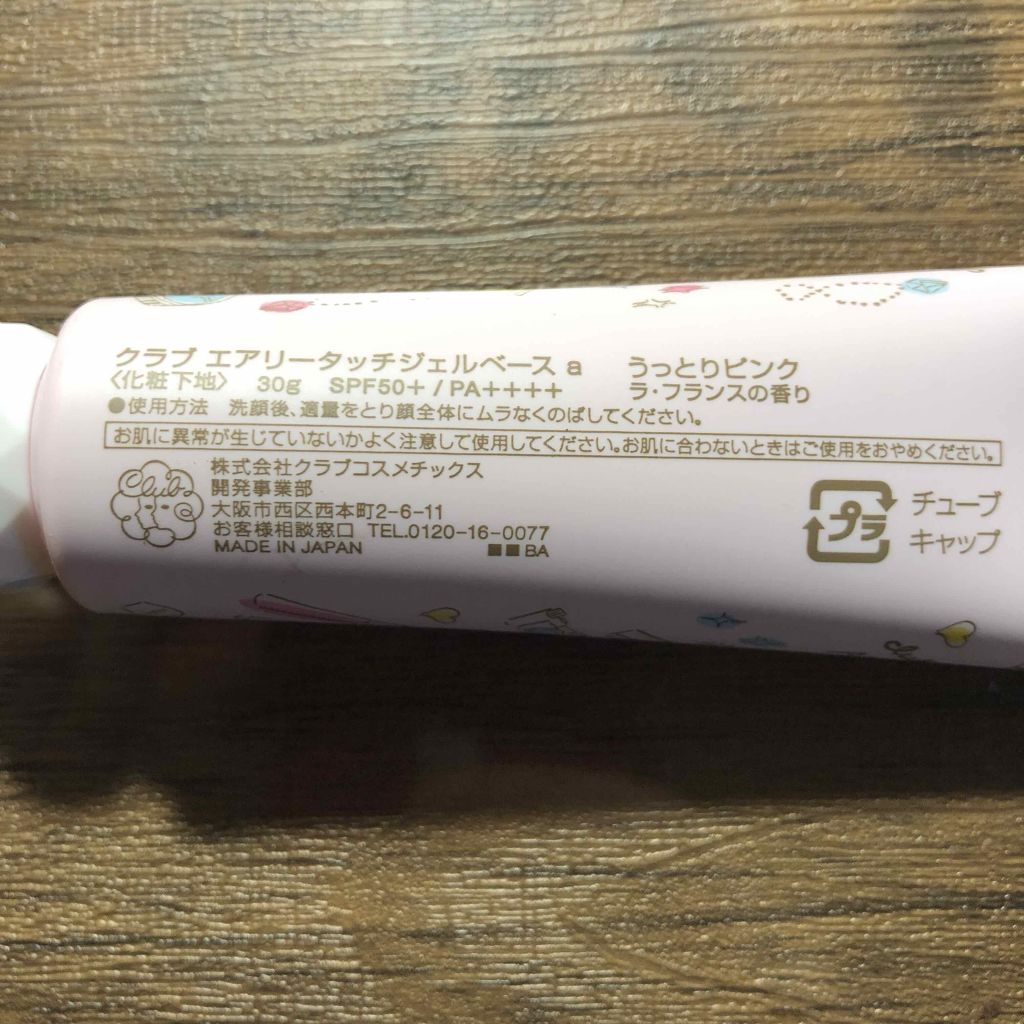 クラブ エアリータッチジェルベース a うっとりピンク
〈化粧下地〉 30g SPF50+ / PA++++ ラ・フランスの香り
●使用方法 洗顔後、適量をとり顔全体にムラなくのばしてください。
お肌に異常が生じていないかよく注意して使用してください。お肌に合わないときはご使用をおやめください。
Club
株式会社クラブコスメチックス
開発事業部
大阪市西区西本町2-6-11
お客様相談窓口 TEL.0120-16-0077
MADE IN JAPAN ■■BA
プラ
チューブ
キャップ